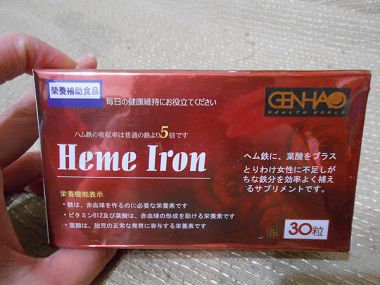 栄養補助食品
毎日の健康維持にお役立てください
GENHAO
HEALTH WORLD
ヘム鉄の吸収率は普通の鉄より5倍です
Heme Iron
ヘム鉄に、葉酸をプラス
とりわけ女性に不足しが
ちな鉄分を効率よく補え
るサプリメントです。
栄養機能表示
・鉄は、赤血球を作るのに必要な栄養素です
・ビタミンB12及び葉酸は、赤血球の形成を助ける栄養素です
・葉酸は、胎児の正常な発育に寄与する栄養素です
30粒